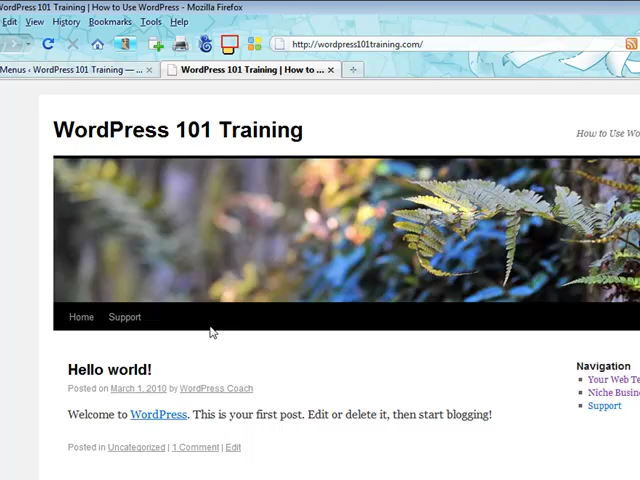 WordPress 101 Training | How to Use WordPress - Mozilla Firefox
Edit View History Bookmarks Tools Help
http://wordpress101training.com/
Menus ‹ WordPress 101 Training — ... WordPress 101 Training | How to ...
WordPress 101 Training
How to Use
Home Support
Hello world!
Posted on March 1, 2010 by WordPress Coach
Welcome to WordPress. This is your first post. Edit or delete it, then start blogging!
Posted in Uncategorized | 1 Comment | Edit
Navigation
Your Web
Niche
Support